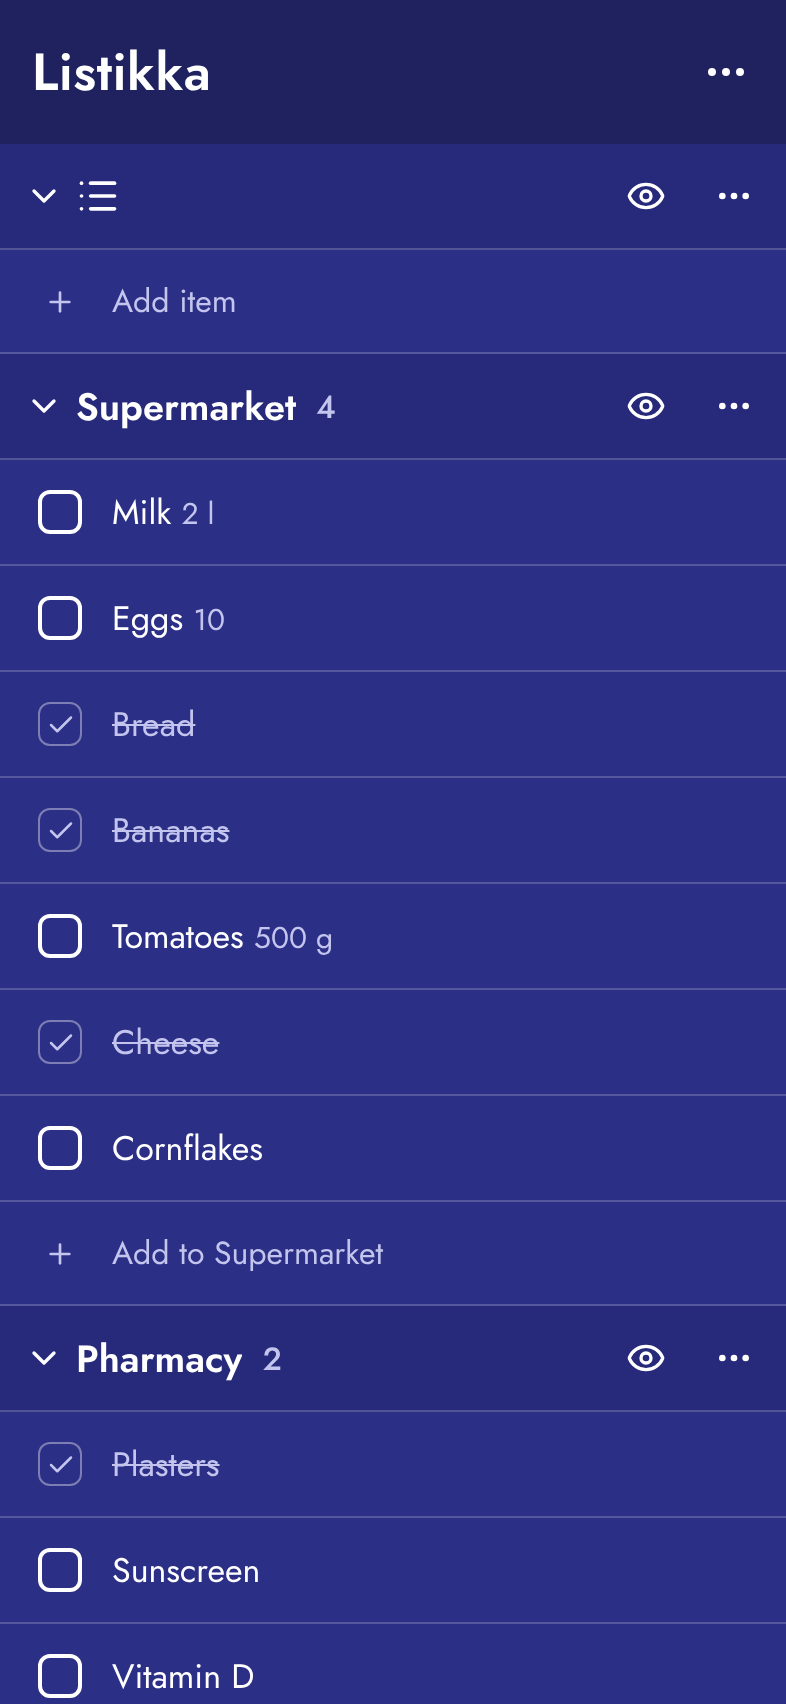 Listikka
Add item
Supermarket 4
Milk 2 l
Eggs 10
Bread
Bananas
Tomatoes 500 g
Cheese
Cornflakes
Add to Supermarket
Pharmacy 2
Plasters
Sunscreen
Vitamin D